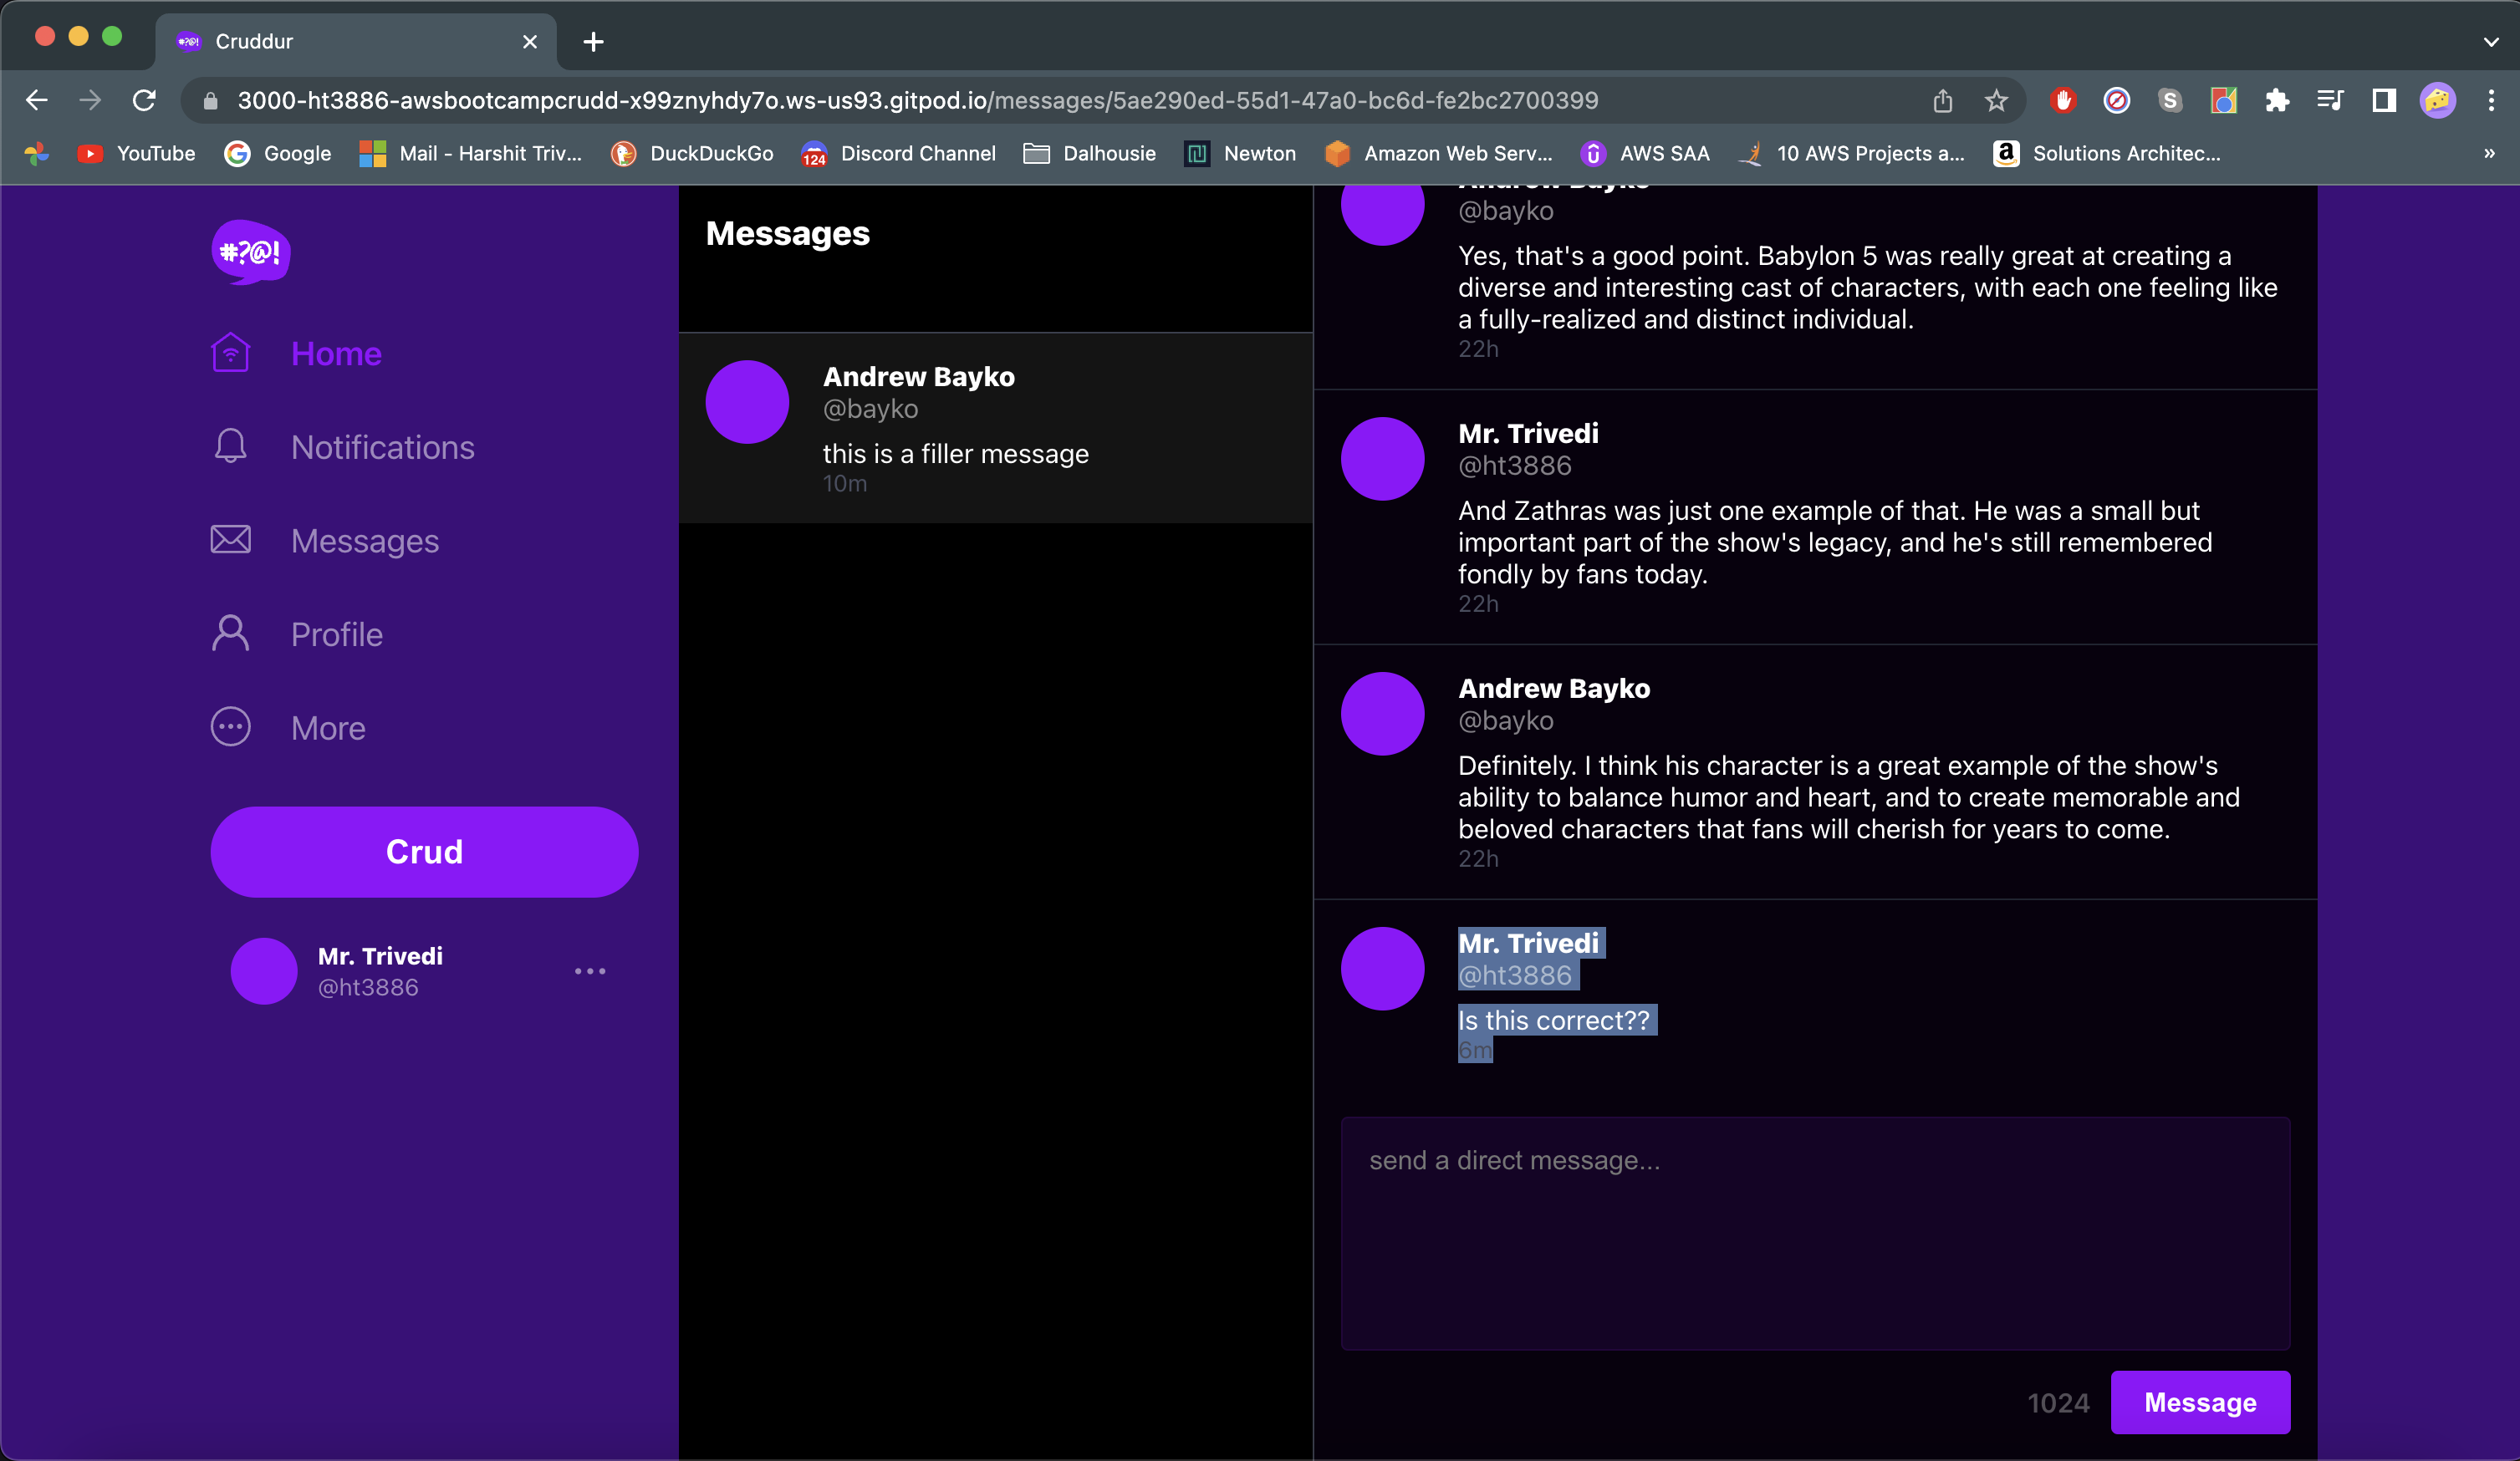 Cruddur
3000-ht3886-awsbootcampcrudd-x99znyhdy7o.ws-us93.gitpod.io/messages/5ae290ed-55d1-47a0-bc6d-fe2bc2700399
YouTube
Google
Mail - Harshit Triv...
DuckDuckGo
124
Discord Channel
Dalhousie
Newton
Amazon Web Serv...
AWS SAA
10 AWS Projects a...
Solutions Architec...
»
#?@!
Home
Notifications
Messages
Profile
More
Crud
Mr. Trivedi
@ht3886
Messages
Andrew Bayko
@bayko
this is a filler message
10m
Andrew Bayko
@bayko
Yes, that's a good point. Babylon 5 was really great at creating a
diverse and interesting cast of characters, with each one feeling like
a fully-realized and distinct individual.
22h
Mr. Trivedi
@ht3886
And Zathras was just one example of that. He was a small but
important part of the show's legacy, and he's still remembered
fondly by fans today.
22h
Andrew Bayko
@bayko
Definitely. I think his character is a great example of the show's
ability to balance humor and heart, and to create memorable and
beloved characters that fans will cherish for years to come.
22h
Mr. Trivedi
@ht3886
Is this correct??
6m
send a direct message...
1024
Message